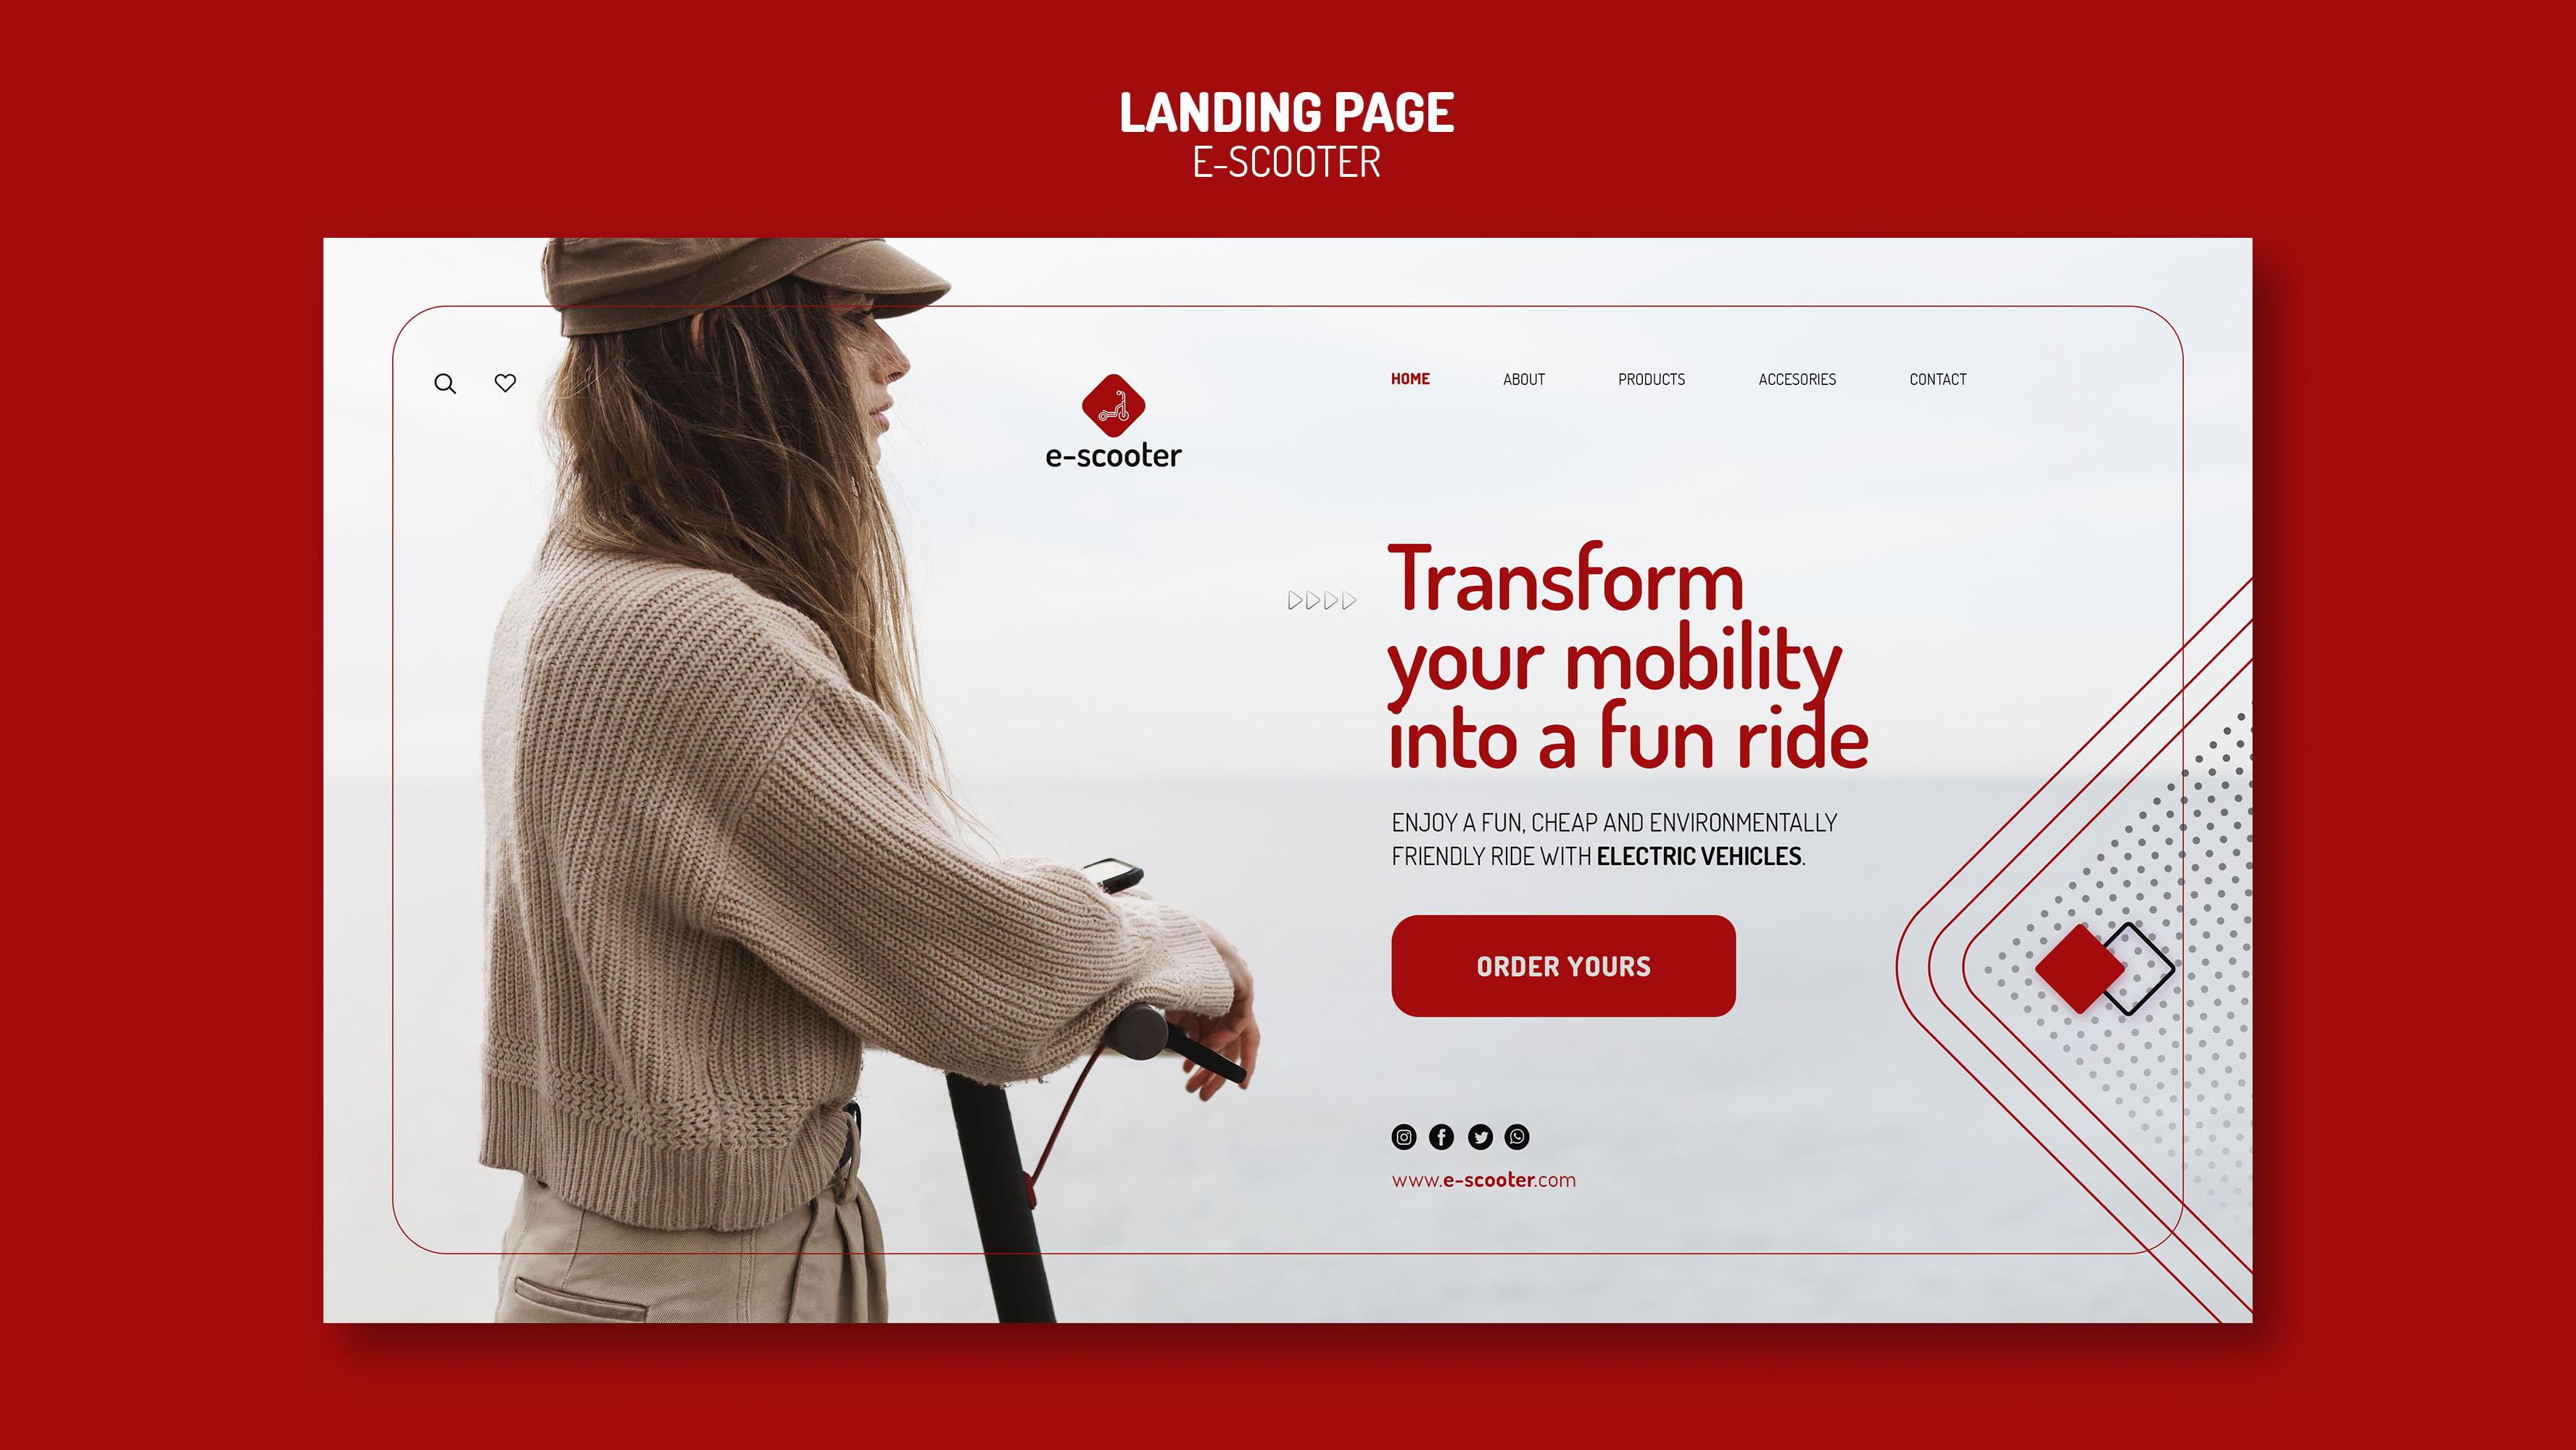 LANDING PAGE
E-SCOOTER
e-scooter
HOME ABOUT PRODUCTS ACCESORIES CONTACT
Transform
your mobility
into a fun ride
ENJOY A FUN, CHEAP AND ENVIRONMENTALLY
FRIENDLY RIDE WITH ELECTRIC VEHICLES.
ORDER YOURS
www.e-scooter.com